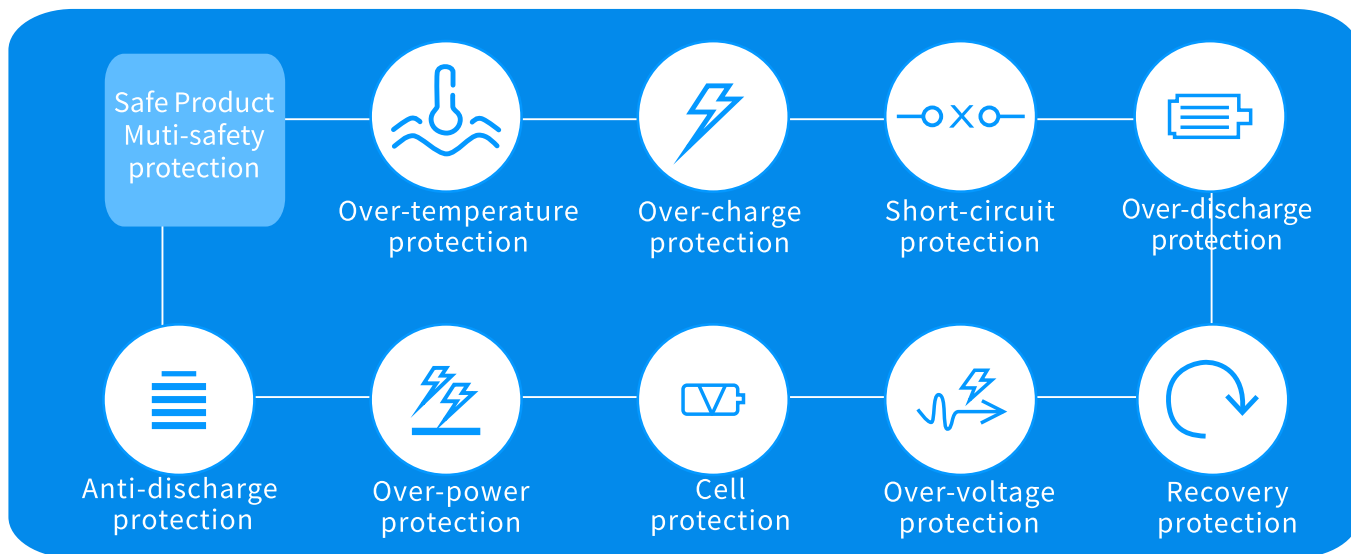 Safe Product
Muti-safety
protection
Over-temperature
protection
Over-charge
protection
Short-circuit
protection
Over-discharge
protection
Anti-discharge
protection
Over-power
protection
Cell
protection
Over-voltage
protection
Recovery
protection